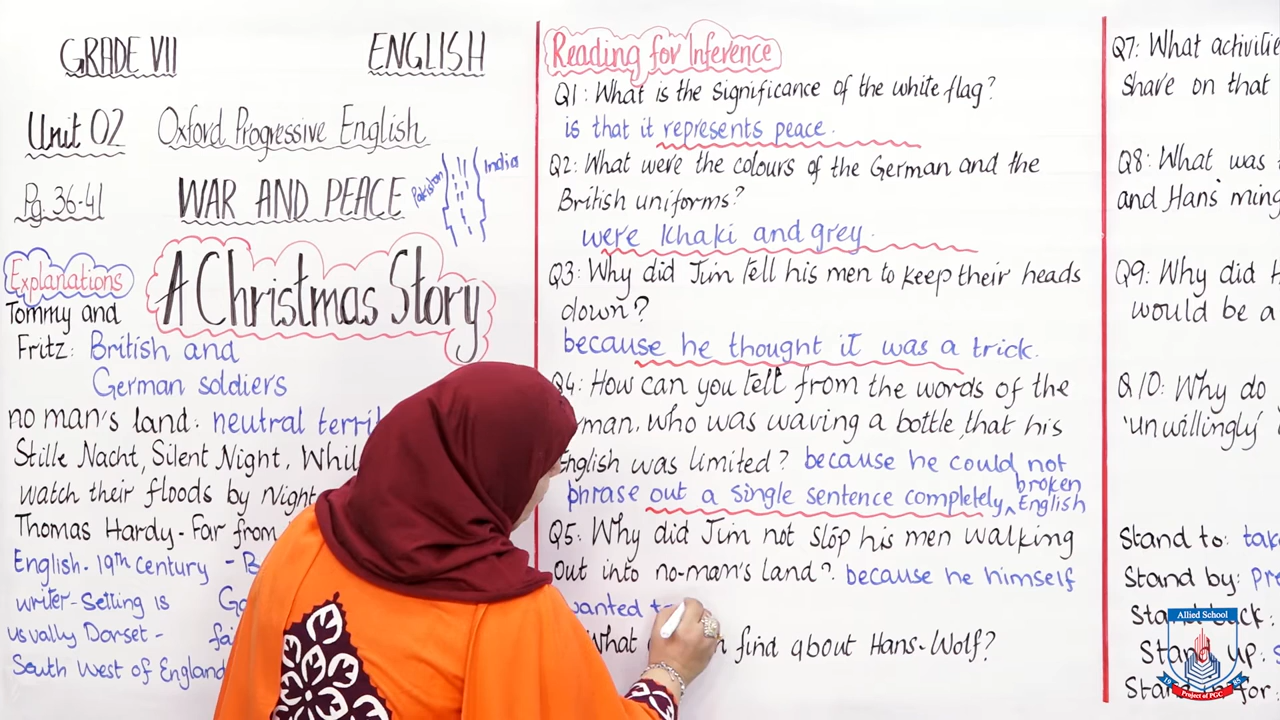 GRADE VII
ENGLISH
Unit 02 Oxford Progressive English
Pg. 36-41
WAR AND PEACE
Pakistan
India
Explanations
A Christmas Story
Tommy and
Fritz: British and
German soldiers
no man's land: neutral
Stille Nacht, Silent Night,
watch their floods by Night
Thomas Hardy - Far from
English. 19th century -
writer - Setting is
usually Dorset -
South West of England
Reading for Inference
Q1: What is the significance of the white flag?
is that it represents peace.
Q2: What were the colours of the German and the
British uniforms?
were Khaki and grey.
Q3: Why did Jim tell his men to keep their heads
down?
because he thought it was a trick.
Q4: How can you tell from the words of the
who was waving a bottle, that his
English was limited? because he could not
phrase out a single sentence completely, broken English
Q5: Why did Jim not stop his men walking
out into no-man's land? because he himself
wanted
What find about Hans-Wolf?
Q7: What
share on that
Q8: What was
and Hans' 
Q9: Why did
would be a
Q10: Why do
'unwillingly'
Stand to:
Stand by:
back:
up:
for:
Allied School
19 85
Project of PGC